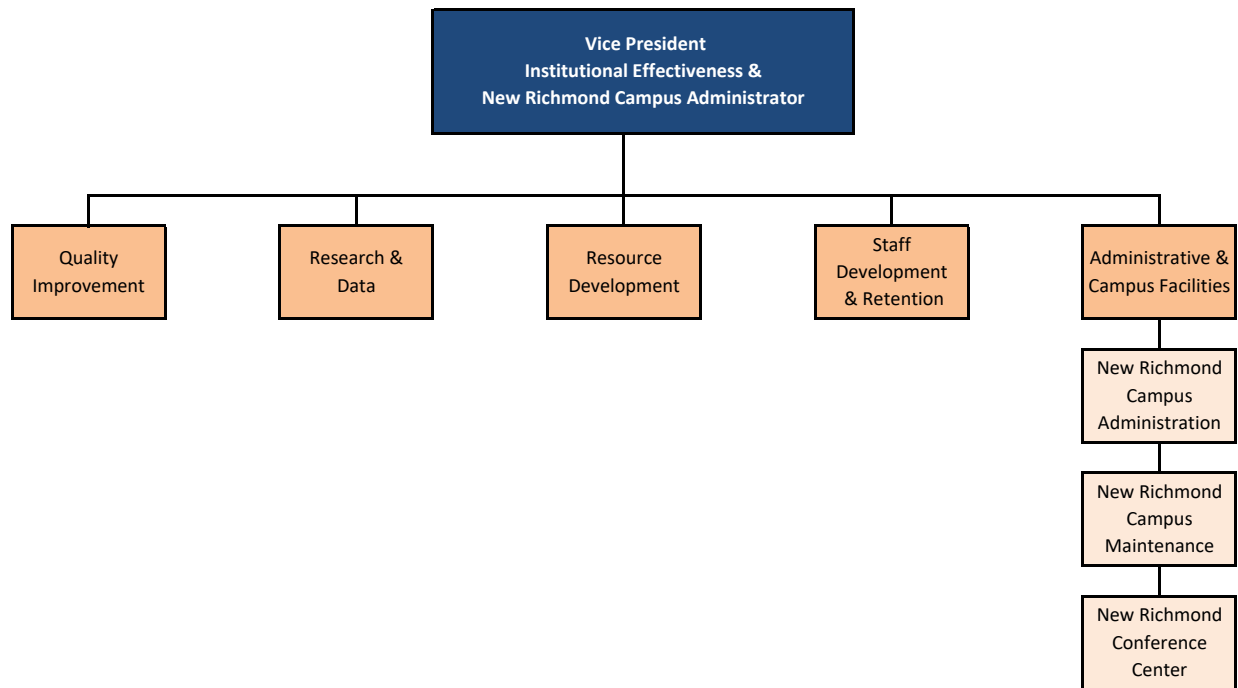 Vice President
Institutional Effectiveness &
New Richmond Campus Administrator
Quality
Improvement
Research &
Data
Resource
Development
Staff
Development
& Retention
Administrative &
Campus Facilities
New Richmond
Campus
Administration
New Richmond
Campus
Maintenance
New Richmond
Conference
Center